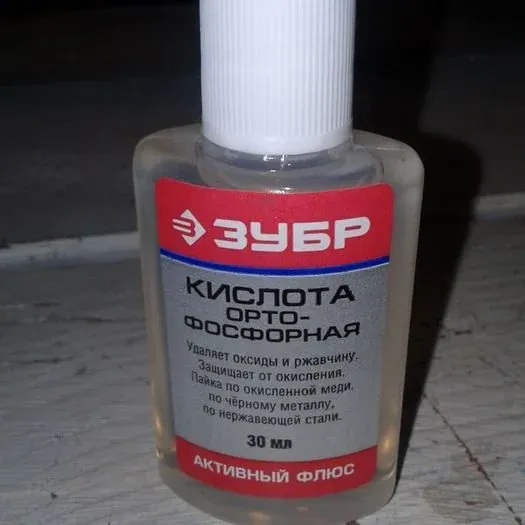 ЗУБР
КИСЛОТА
ОРТО-
ФОСФОРНАЯ
Удаляет оксиды и ржавчину.
Защищает от окисления.
Пайка по окисленной меди,
по чёрному металлу,
по нержавеющей стали.
30 мл
АКТИВНЫЙ ФЛЮС